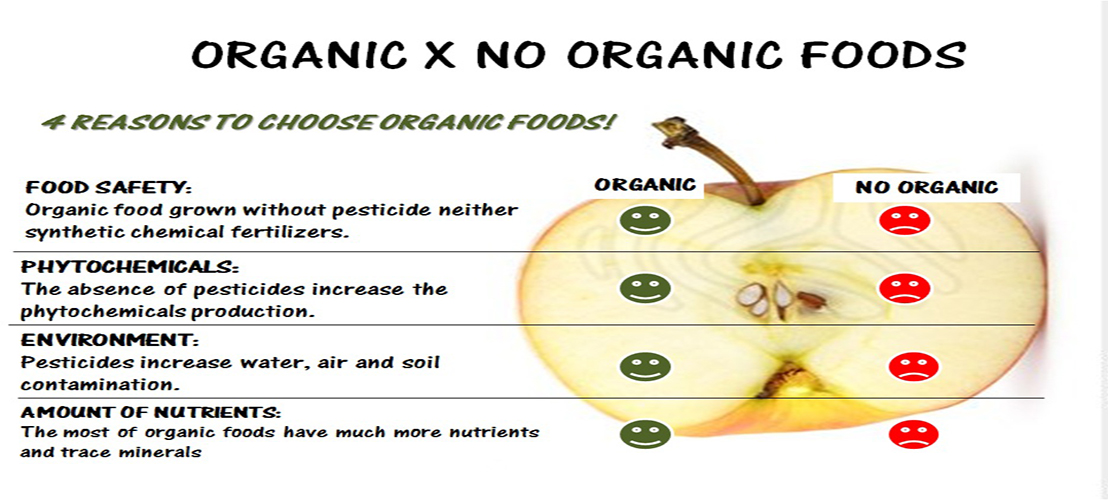 ORGANIC X NO ORGANIC FOODS
4 REASONS TO CHOOSE ORGANIC FOODS!
ORGANIC
NO ORGANIC
FOOD SAFETY:
Organic food grown without pesticide neither
synthetic chemical fertilizers.
PHYTOCHEMICALS:
The absence of pesticides increase the
phytochemicals production.
ENVIRONMENT:
Pesticides increase water, air and soil
contamination.
AMOUNT OF NUTRIENTS:
The most of organic foods have much more nutrients
and trace minerals